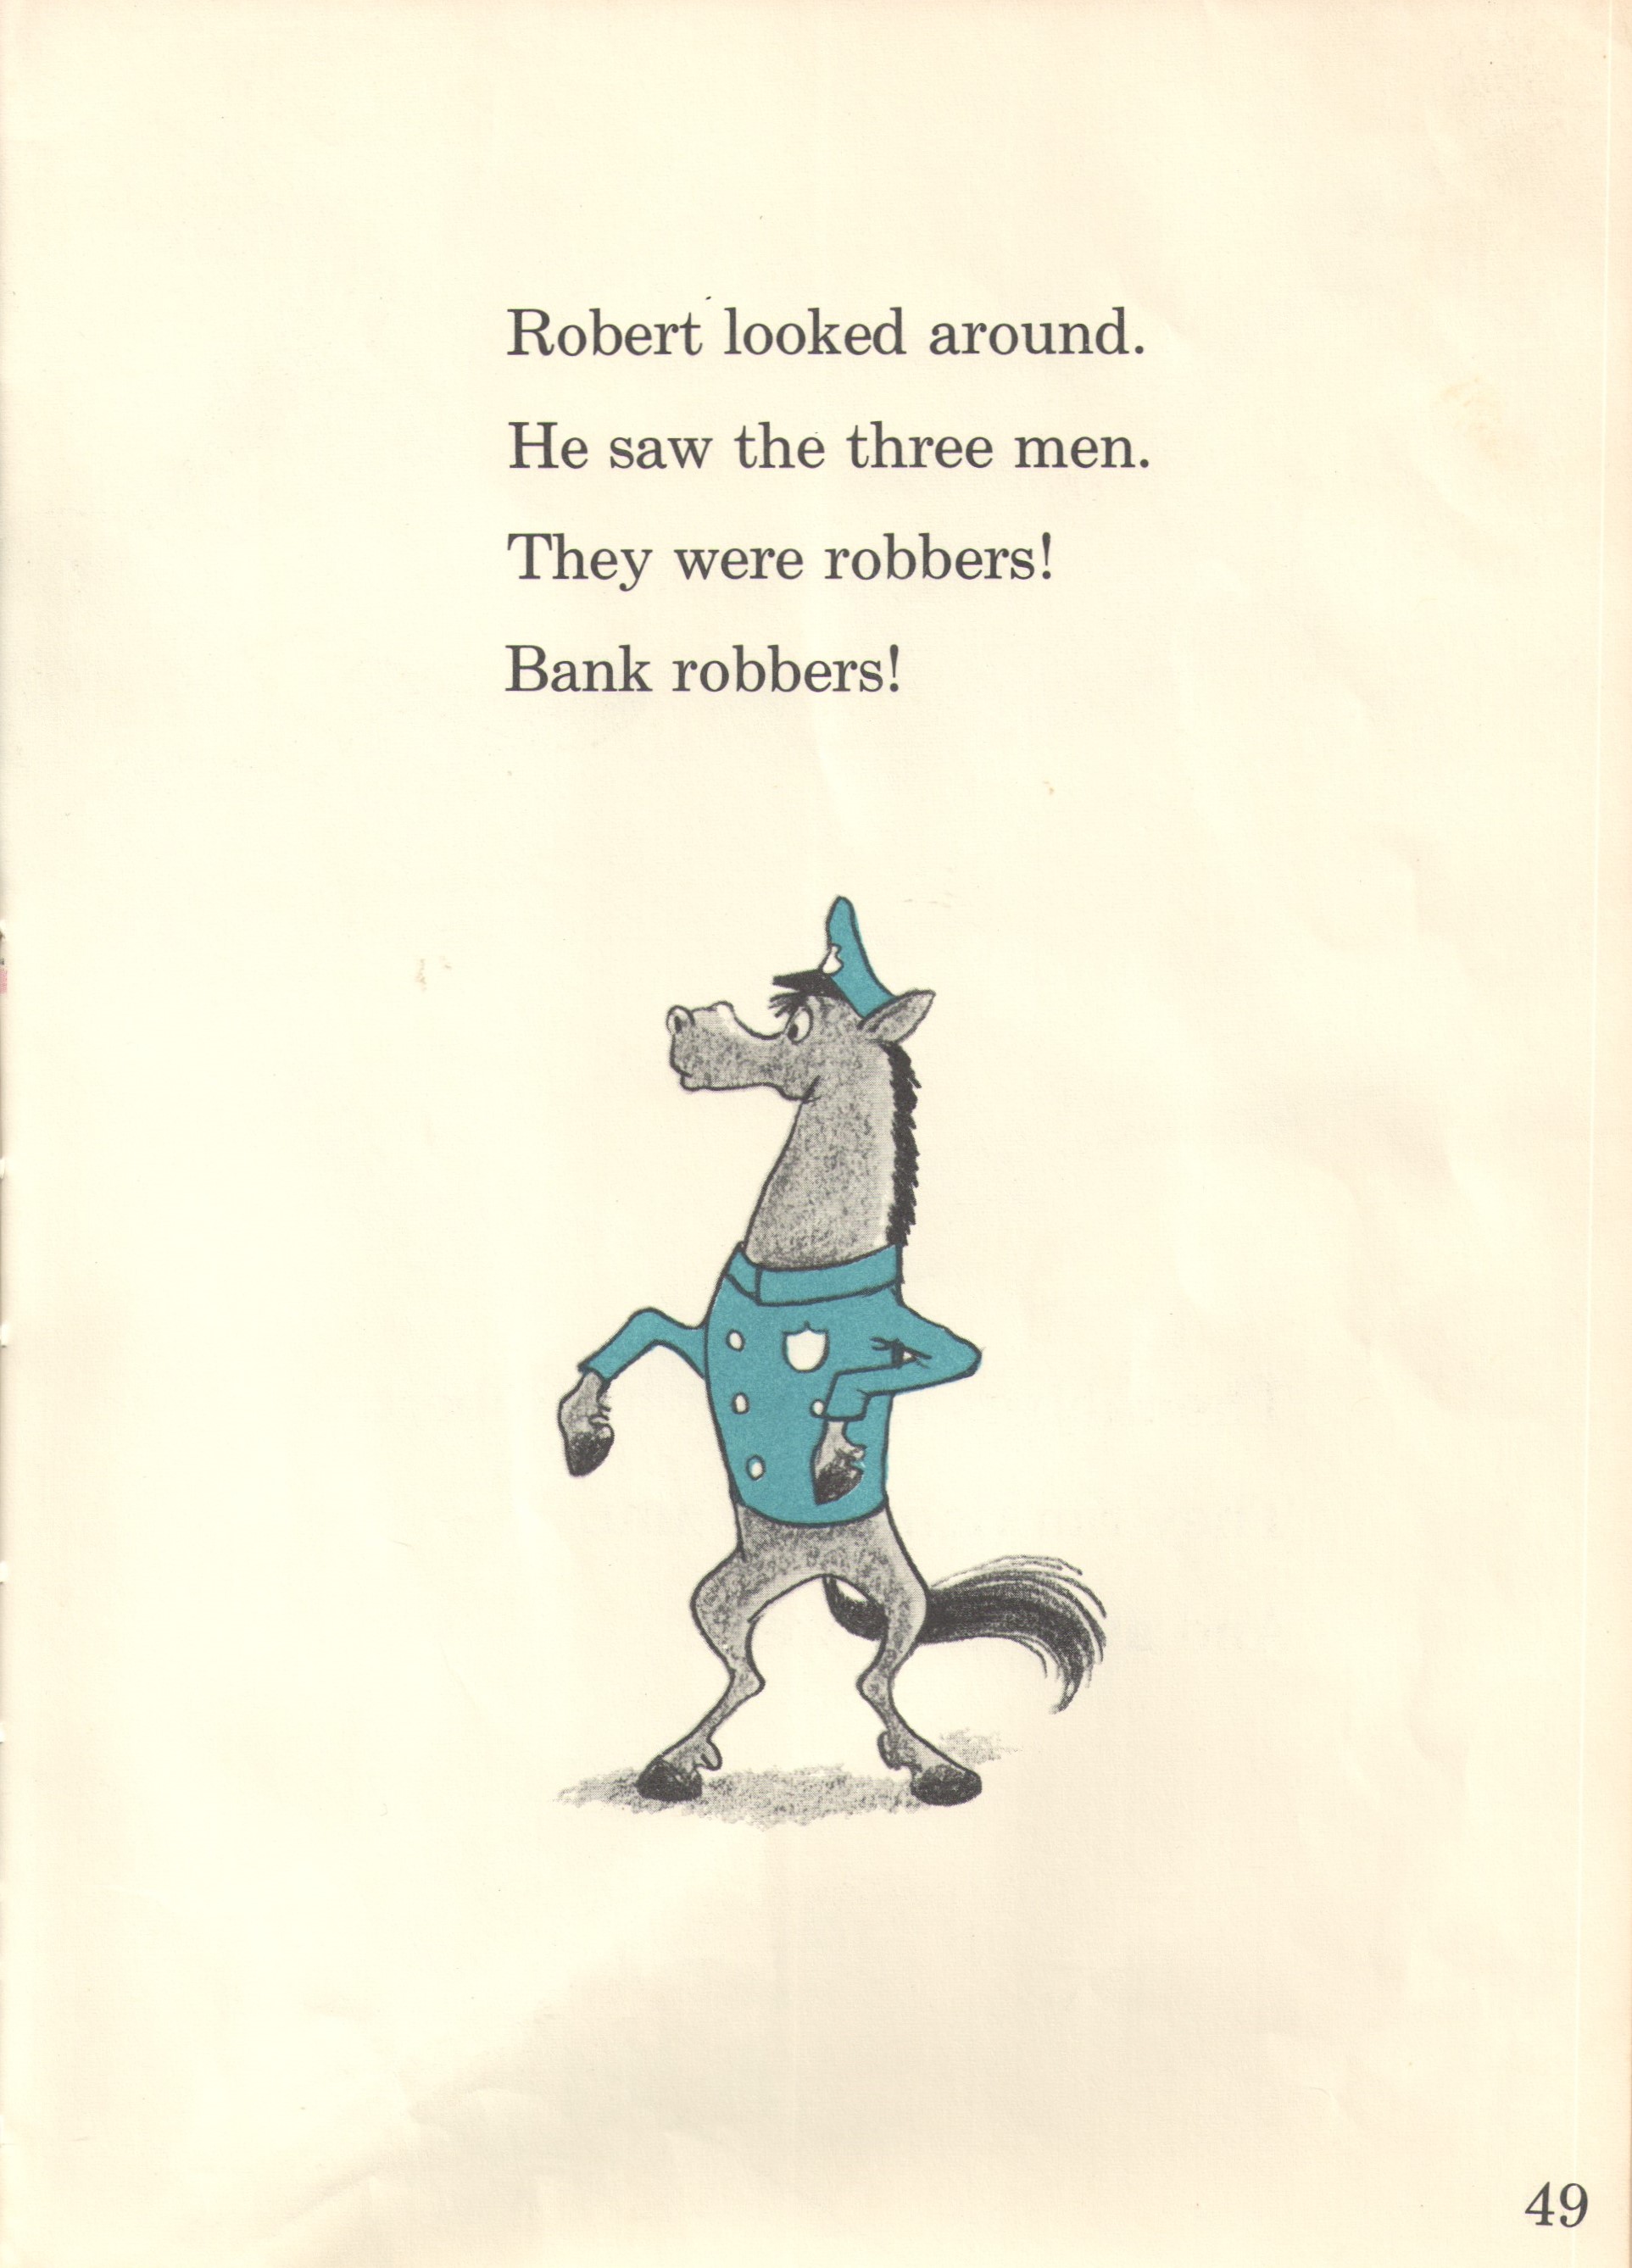 Robert looked around.
He saw the three men.
They were robbers!
Bank robbers!
49